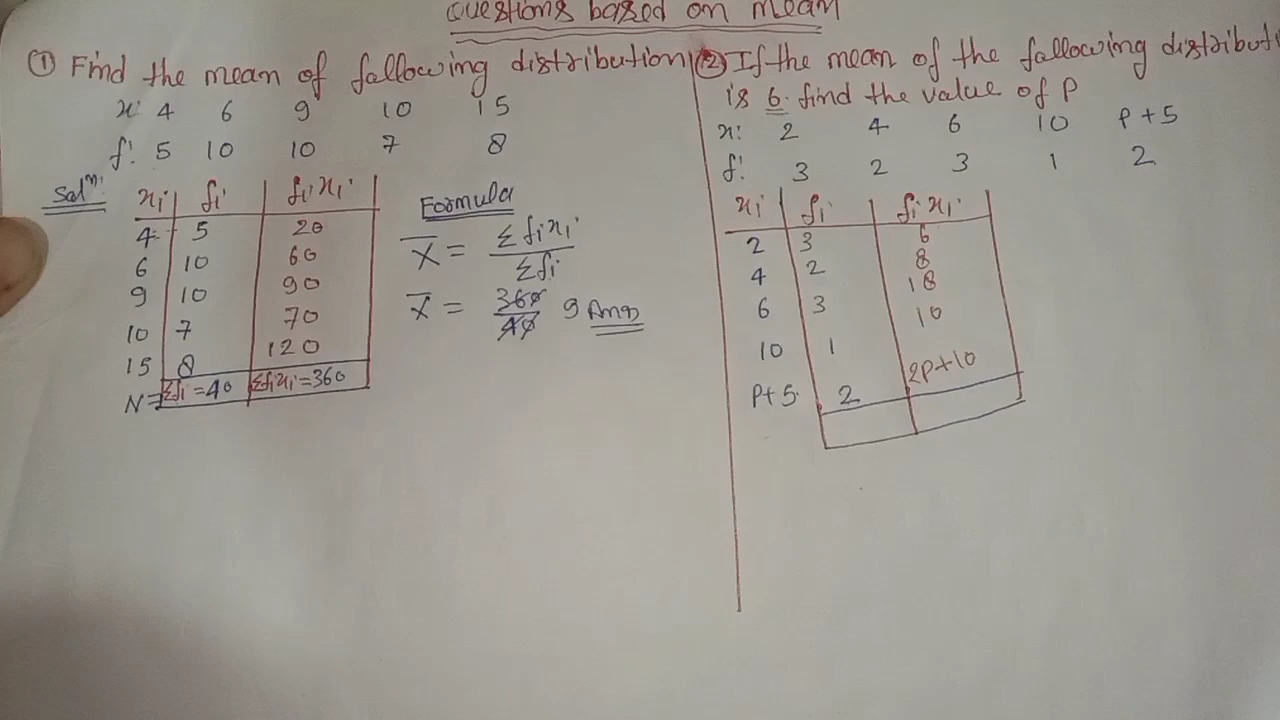 Questions based on mean
① Find the mean of following distribution
x: 4 6 9 10 15
f: 5 10 10 7 8
Solⁿ:
xi fi fixi
4 5 20
6 10 60
9 10 90
10 7 70
15 8 120
N = Σfi = 40 Σfixi = 360
Formula
X̄ = Σfixi / Σfi
X̄ = 360/40 9 Ans
② If the mean of the following distributi
is 6. find the value of P
x: 2 4 6 10 P+5
f: 3 2 3 1 2
xi fi fixi
2 3 6
4 2 8
6 3 18
10 1 10
P+5 2 2P+10